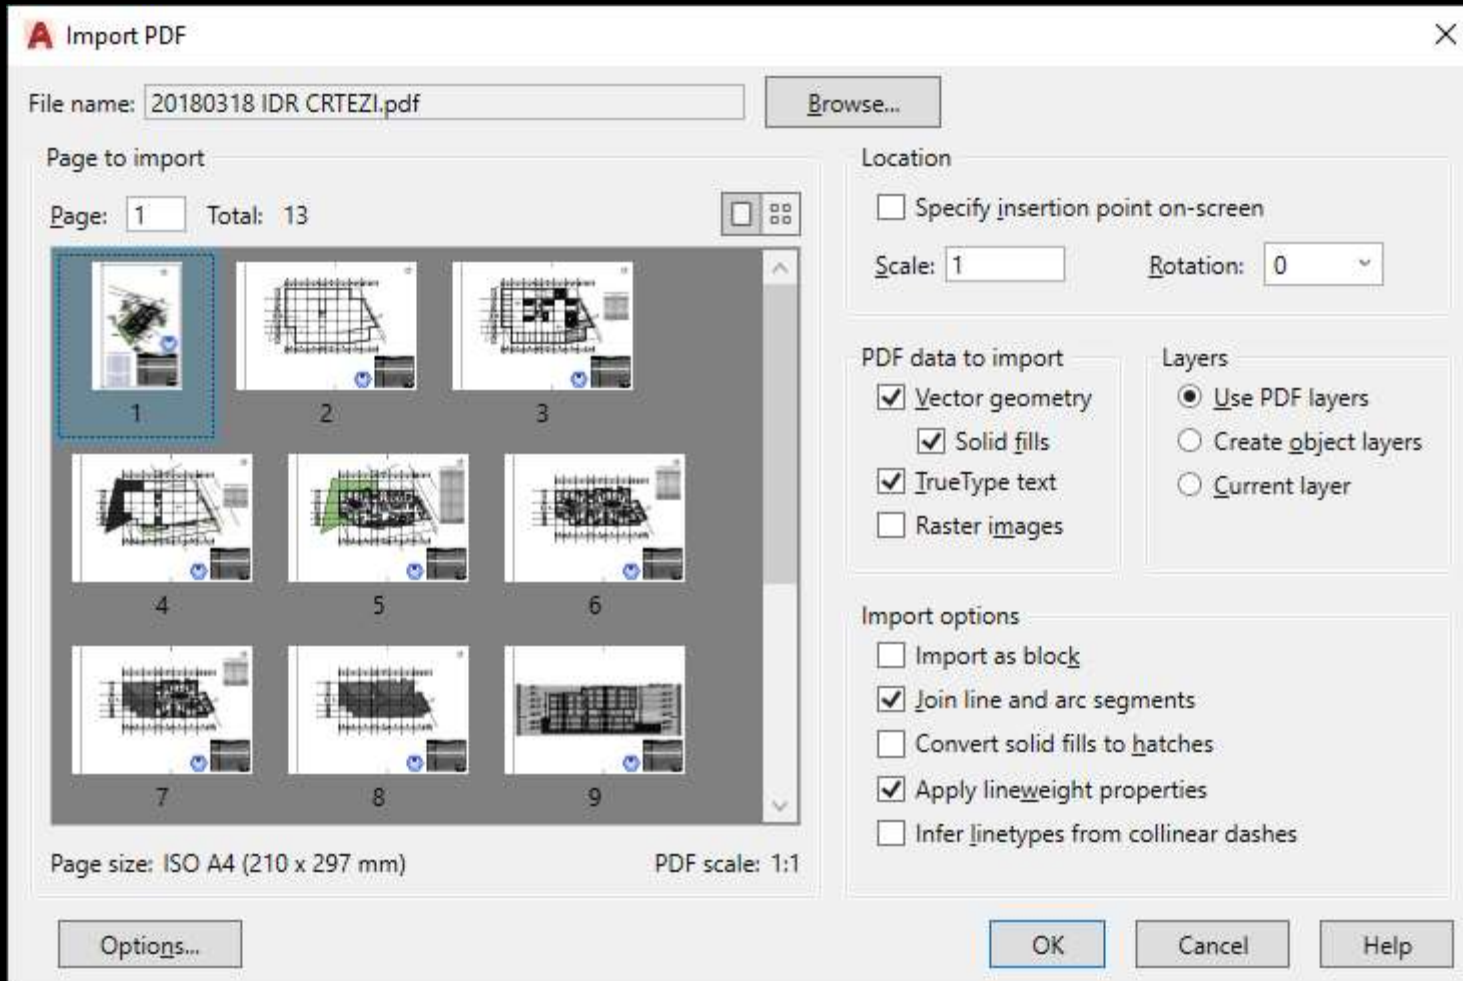 Import PDF
File name: 20180318 IDR CRTEZI.pdf Browse...
Page to import
Page: 1 Total: 13
1 2 3
4 5 6
7 8 9
Page size: ISO A4 (210 x 297 mm) PDF scale: 1:1
Location
Specify insertion point on-screen
Scale: 1 Rotation: 0
PDF data to import
Vector geometry
Solid fills
TrueType text
Raster images
Layers
Use PDF layers
Create object layers
Current layer
Import options
Import as block
Join line and arc segments
Convert solid fills to hatches
Apply lineweight properties
Infer linetypes from collinear dashes
Options... OK Cancel Help